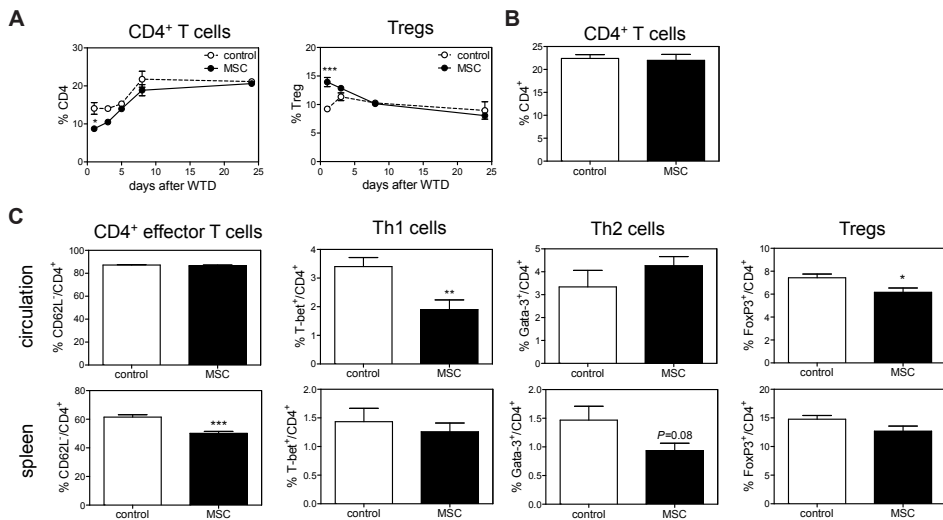 A
CD4⁺ T cells
control
MSC
% CD4
30
20
10
0
*
0 5 10 15 20 25
days after WTD
Tregs
control
MSC
% Treg
20
15
10
5
0
***
0 5 10 15 20 25
days after WTD
B
CD4⁺ T cells
% CD4⁺
25
20
15
10
5
0
control MSC
C
circulation
CD4⁺ effector T cells
% CD62L⁻/CD4⁺
100
80
60
40
20
0
control MSC
Th1 cells
% T-bet⁺/CD4⁺
4
3
2
1
0
**
control MSC
Th2 cells
% Gata-3⁺/CD4⁺
5
4
3
2
1
0
control MSC
Tregs
% FoxP3⁺/CD4⁺
10
8
6
4
2
0
*
control MSC
spleen
% CD62L⁻/CD4⁺
80
60
40
20
0
***
control MSC
% T-bet⁺/CD4⁺
2.0
1.5
1.0
0.5
0.0
control MSC
% Gata-3⁺/CD4⁺
2.0
1.5
1.0
0.5
0.0
P=0.08
control MSC
% FoxP3⁺/CD4⁺
20
15
10
5
0
control MSC